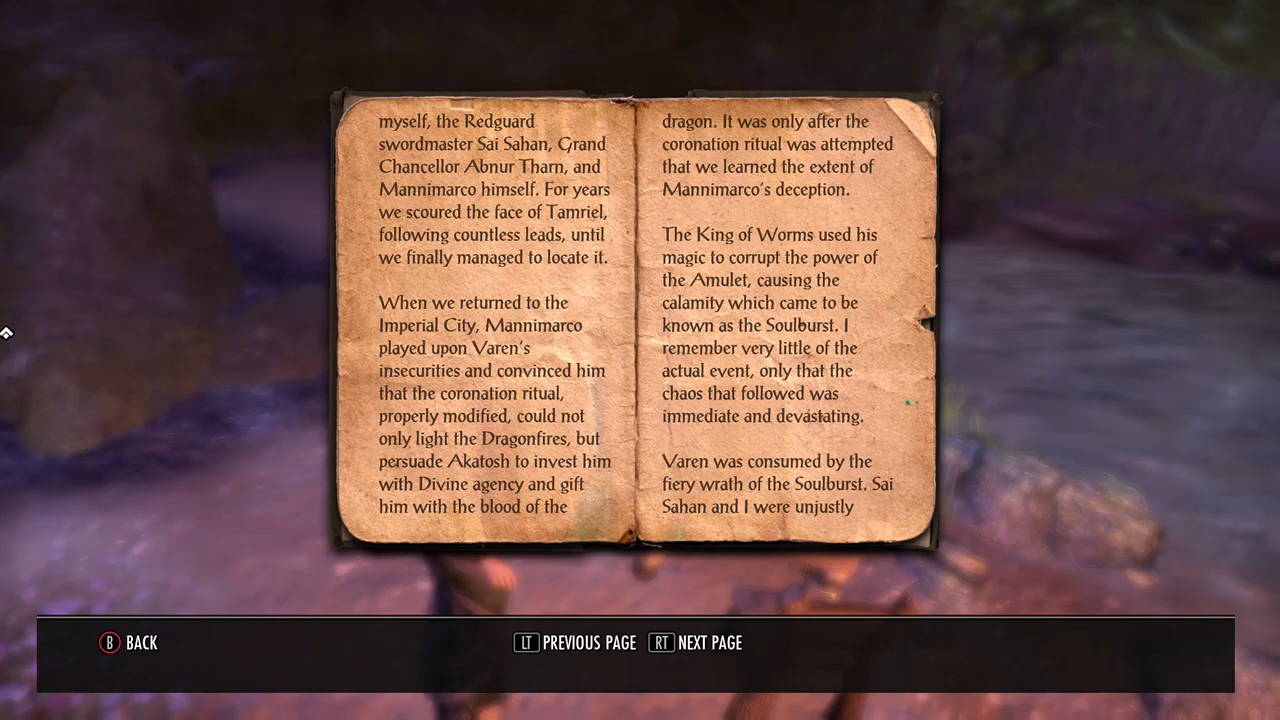 myself, the Redguard
swordmaster Sai Sahan, Grand
Chancellor Abnur Tharn, and
Mannimarco himself. For years
we scoured the face of Tamriel,
following countless leads, until
we finally managed to locate it.
When we returned to the
Imperial City, Mannimarco
played upon Varen's
insecurities and convinced him
that the coronation ritual,
properly modified, could not
only light the Dragonfires, but
persuade Akatosh to invest him
with Divine agency and gift
him with the blood of the
dragon. It was only after the
coronation ritual was attempted
that we learned the extent of
Mannimarco's deception.
The King of Worms used his
magic to corrupt the power of
the Amulet, causing the
calamity which came to be
known as the Soulburst. I
remember very little of the
actual event, only that the
chaos that followed was
immediate and devastating.
Varen was consumed by the
fiery wrath of the Soulburst. Sai
Sahan and I were unjustly
B BACK
LT PREVIOUS PAGE RT NEXT PAGE